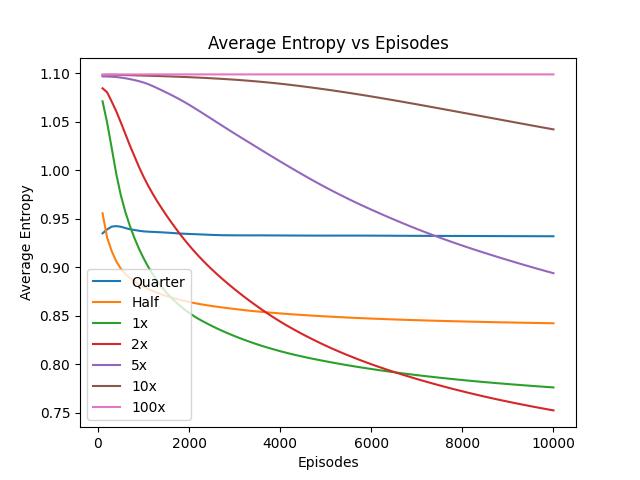 Average Entropy vs Episodes
1.10
1.05
1.00
0.95
0.90
0.85
0.80
0.75
Average Entropy
Quarter
Half
1x
2x
5x
10x
100x
0 2000 4000 6000 8000 10000
Episodes